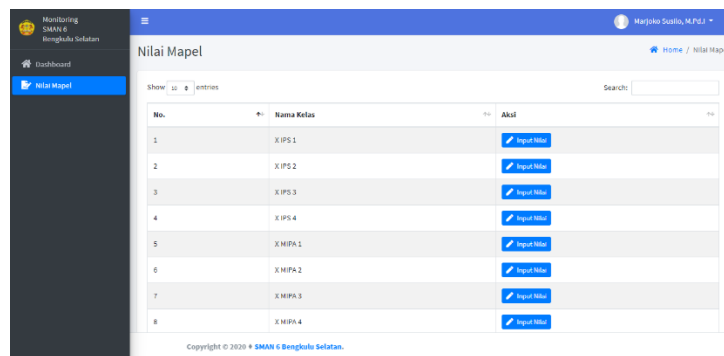 Monitoring
SMAN 6
Bengkulu Selatan
Marjoko Susilo, M.Pd.I
Dashboard
Nilai Mapel
Nilai Mapel
Home / Nilai Map
Show 10 entries
Search:
No. Nama Kelas Aksi
1 X IPS 1 Input Nilai
2 X IPS 2 Input Nilai
3 X IPS 3 Input Nilai
4 X IPS 4 Input Nilai
5 X MIPA 1 Input Nilai
6 X MIPA 2 Input Nilai
7 X MIPA 3 Input Nilai
8 X MIPA 4 Input Nilai
Copyright © 2020 SMAN 6 Bengkulu Selatan.